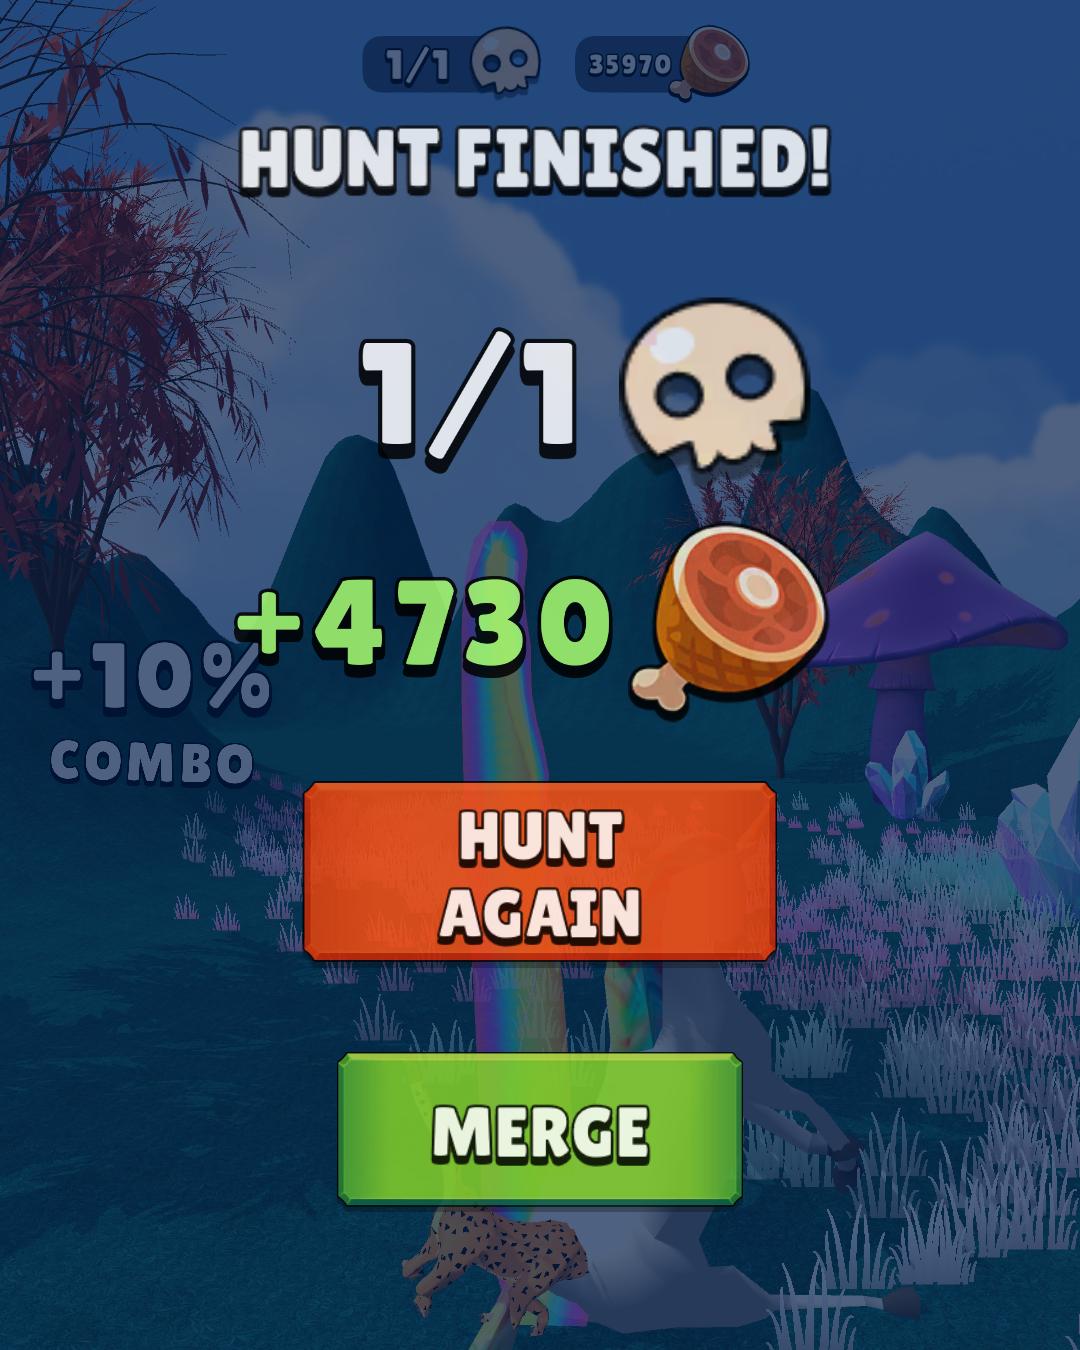 1/1
35970
HUNT FINISHED!
1/1
+4730
+10%
COMBO
HUNT
AGAIN
MERGE